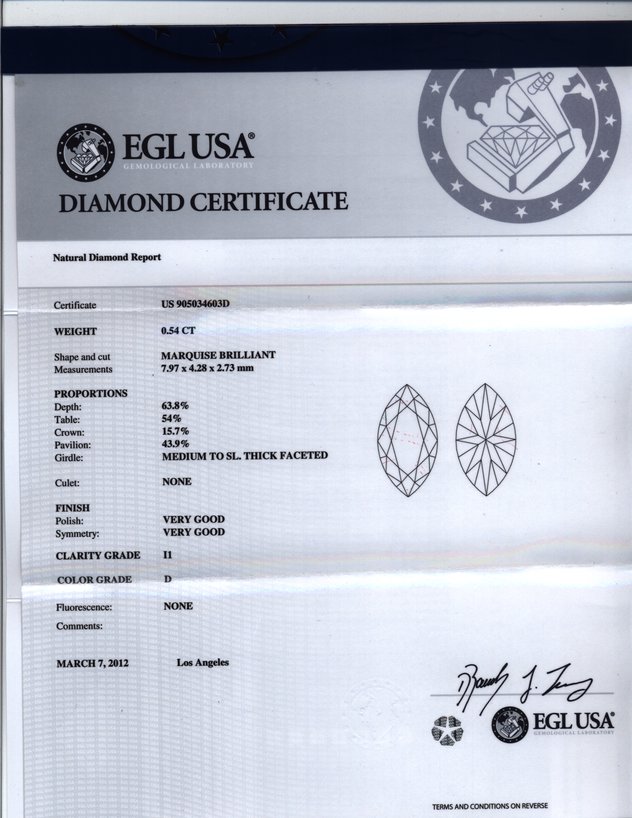 EGL USA®
GEMOLOGICAL LABORATORY
DIAMOND CERTIFICATE
Natural Diamond Report
Certificate US 905034603D
WEIGHT 0.54 CT
Shape and cut MARQUISE BRILLIANT
Measurements 7.97 x 4.28 x 2.73 mm
PROPORTIONS
Depth: 63.8%
Table: 54%
Crown: 15.7%
Pavilion: 43.9%
Girdle: MEDIUM TO SL. THICK FACETED
Culet: NONE
FINISH
Polish: VERY GOOD
Symmetry: VERY GOOD
CLARITY GRADE I1
COLOR GRADE D
Fluorescence: NONE
Comments:
MARCH 7, 2012 Los Angeles
EGL USA®
GEMOLOGICAL LABORATORY
TERMS AND CONDITIONS ON REVERSE